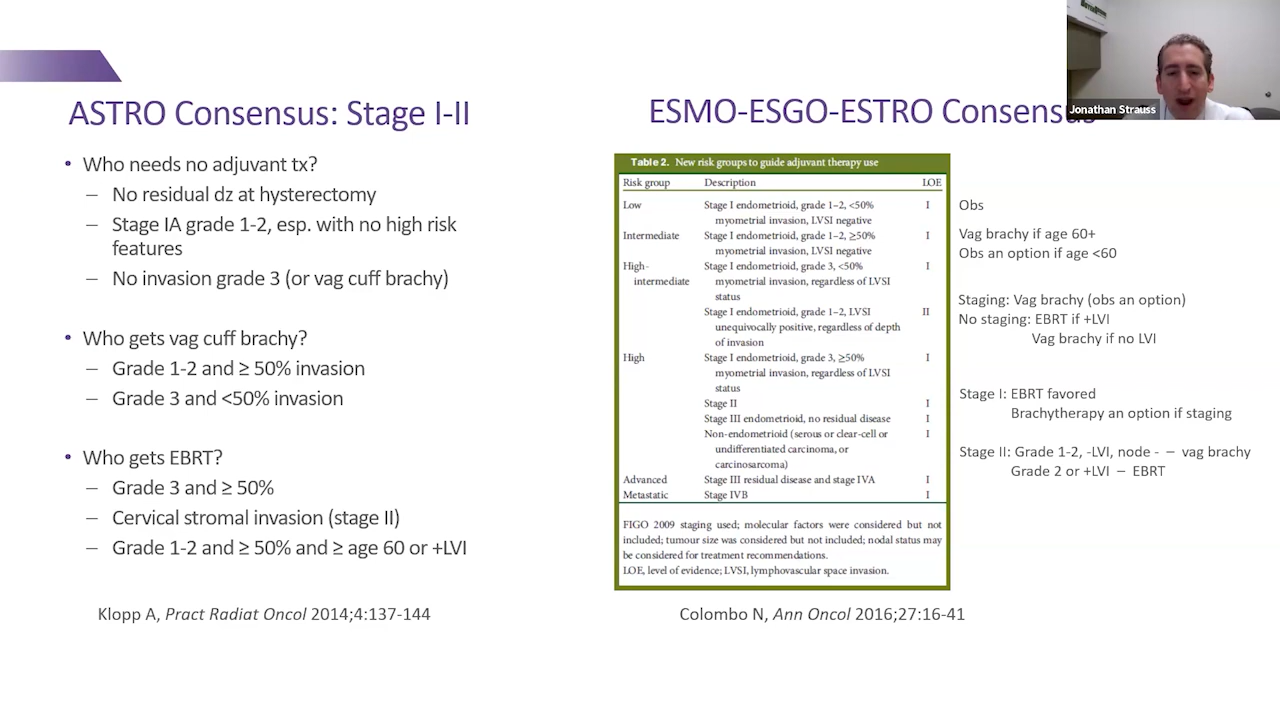 Jonathan Strauss
ASTRO Consensus: Stage I-II
• Who needs no adjuvant tx?
– No residual dz at hysterectomy
– Stage IA grade 1-2, esp. with no high risk
features
– No invasion grade 3 (or vag cuff brachy)
• Who gets vag cuff brachy?
– Grade 1-2 and ≥ 50% invasion
– Grade 3 and <50% invasion
• Who gets EBRT?
– Grade 3 and ≥ 50%
– Cervical stromal invasion (stage II)
– Grade 1-2 and ≥ 50% and ≥ age 60 or +LVI
Klopp A, Pract Radiat Oncol 2014;4:137-144
ESMO-ESGO-ESTRO Consensus
Table 2. New risk groups to guide adjuvant therapy use
Risk group Description LOE
Low Stage I endometrioid, grade 1–2, <50% I
myometrial invasion, LVSI negative
Intermediate Stage I endometrioid, grade 1–2, ≥50% I
myometrial invasion, LVSI negative
High- Stage I endometrioid, grade 3, <50% I
intermediate myometrial invasion, regardless of LVSI
status
Stage I endometrioid, grade 1–2, LVSI II
unequivocally positive, regardless of depth
of invasion
High Stage I endometrioid, grade 3, ≥50% I
myometrial invasion, regardless of LVSI
status
Stage II I
Stage III endometrioid, no residual disease I
Non-endometrioid (serous or clear-cell or I
undifferentiated carcinoma, or
carcinosarcoma)
Advanced Stage III residual disease and stage IVA I
Metastatic Stage IVB I
FIGO 2009 staging used; molecular factors were considered but not
included; tumour size was considered but not included; nodal status may
be considered for treatment recommendations.
LOE, level of evidence; LVSI, lymphovascular space invasion.
Obs
Vag brachy if age 60+
Obs an option if age <60
Staging: Vag brachy (obs an option)
No staging: EBRT if +LVI
Vag brachy if no LVI
Stage I: EBRT favored
Brachytherapy an option if staging
Stage II: Grade 1-2, -LVI, node - – vag brachy
Grade 2 or +LVI – EBRT
Colombo N, Ann Oncol 2016;27:16-41